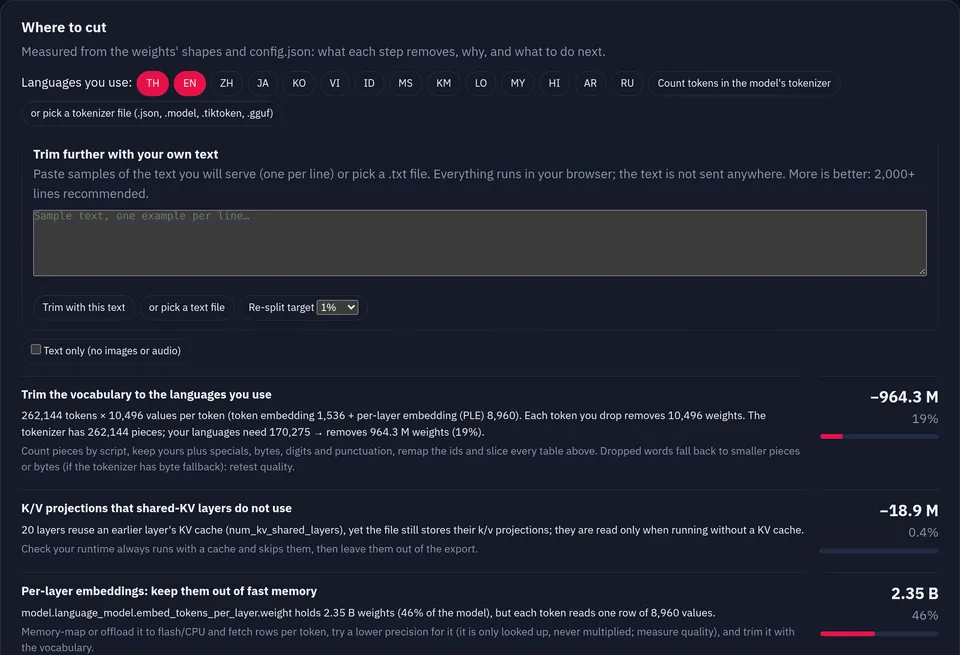 Where to cut
Measured from the weights' shapes and config.json: what each step removes, why, and what to do next.
Languages you use: TH EN ZH JA KO VI ID MS KM LO MY HI AR RU Count tokens in the model's tokenizer
or pick a tokenizer file (.json, .model, .tiktoken, .gguf)
Trim further with your own text
Paste samples of the text you will serve (one per line) or pick a .txt file. Everything runs in your browser; the text is not sent anywhere. More is better: 2,000+
lines recommended.
Sample text, one example per line…
Trim with this text or pick a text file Re-split target 1%
Text only (no images or audio)
Trim the vocabulary to the languages you use
−964.3 M
262,144 tokens × 10,496 values per token (token embedding 1,536 + per-layer embedding (PLE) 8,960). Each token you drop removes 10,496 weights. The
19%
tokenizer has 262,144 pieces; your languages need 170,275 → removes 964.3 M weights (19%).
Count pieces by script, keep yours plus specials, bytes, digits and punctuation, remap the ids and slice every table above. Dropped words fall back to smaller pieces
or bytes (if the tokenizer has byte fallback): retest quality.
K/V projections that shared-KV layers do not use
−18.9 M
20 layers reuse an earlier layer's KV cache (num_kv_shared_layers), yet the file still stores their k/v projections; they are read only when running without a KV cache.
0.4%
Check your runtime always runs with a cache and skips them, then leave them out of the export.
Per-layer embeddings: keep them out of fast memory
2.35 B
model.language_model.embed_tokens_per_layer.weight holds 2.35 B weights (46% of the model), but each token reads one row of 8,960 values.
46%
Memory-map or offload it to flash/CPU and fetch rows per token, try a lower precision for it (it is only looked up, never multiplied; measure quality), and trim it with
the vocabulary.